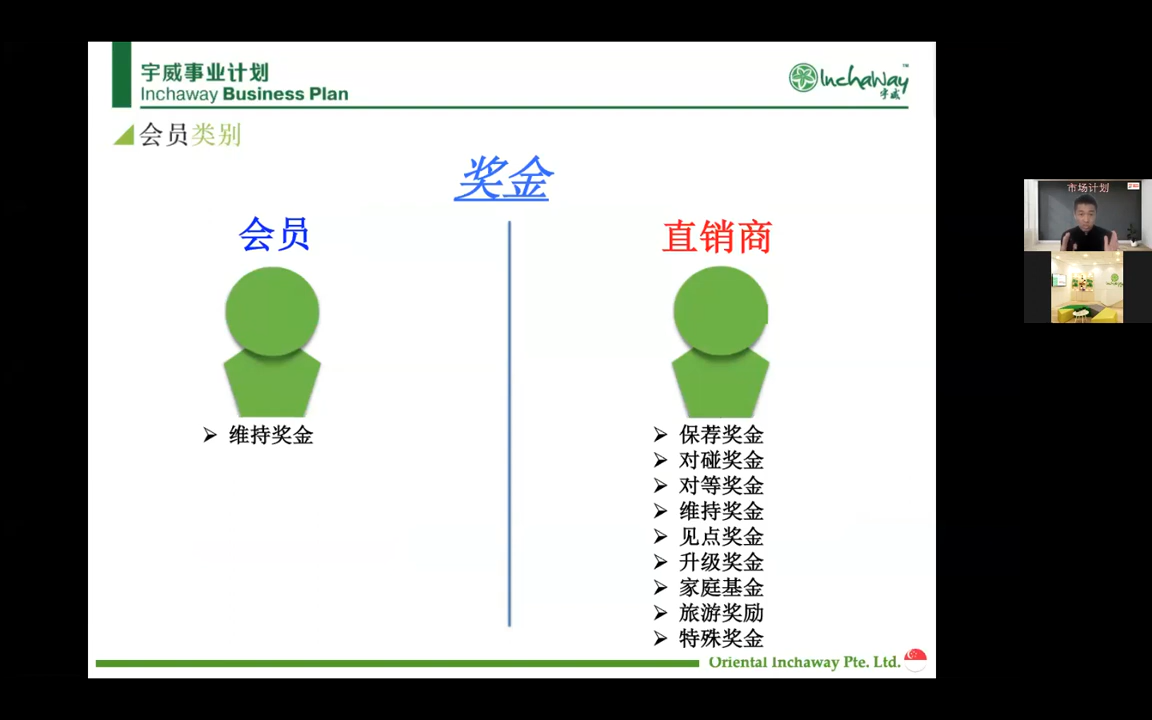 宇威事业计划
Inchaway Business Plan
InchaWay™
宇威
会员类别
奖金
会员
直销商
维持奖金
保荐奖金
对碰奖金
对等奖金
维持奖金
见点奖金
升级奖金
家庭基金
旅游奖励
特殊奖金
Oriental Inchaway Pte. Ltd.
市场计划